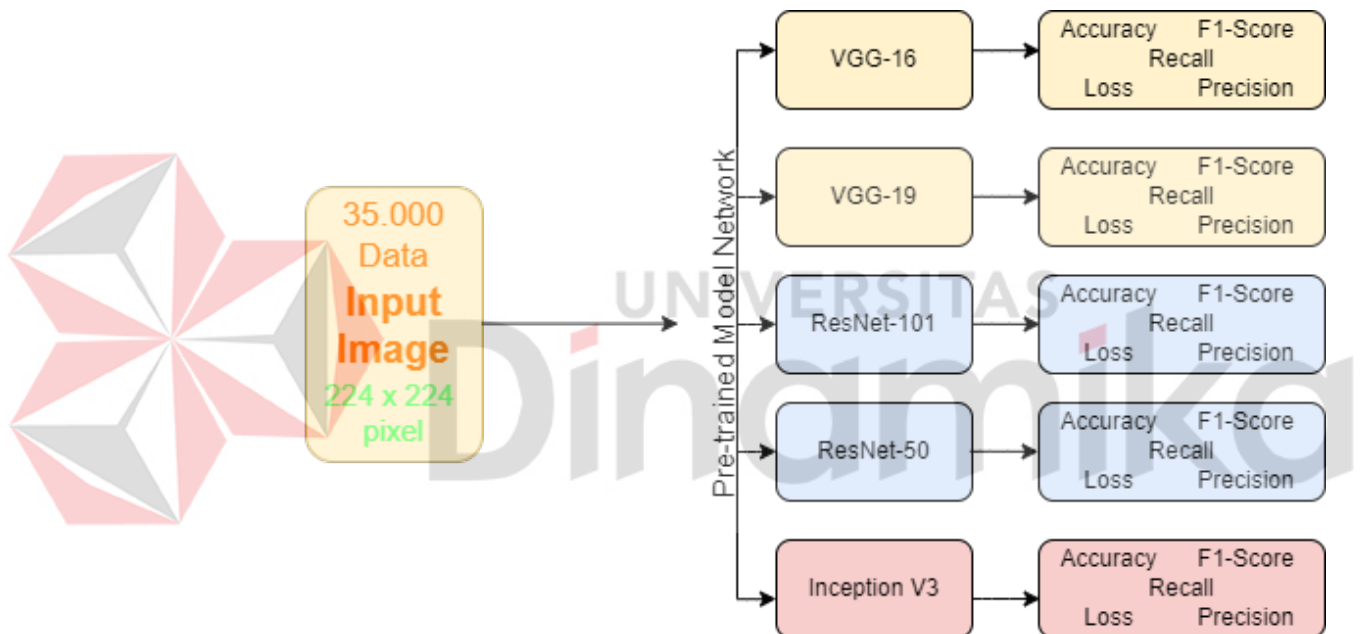 35.000
Data
Input
Image
224 x 224
pixel
Pre-trained Model Network
VGG-16
Accuracy F1-Score
Recall
Loss Precision
VGG-19
Accuracy F1-Score
Recall
Loss Precision
ResNet-101
Accuracy F1-Score
Recall
Loss Precision
ResNet-50
Accuracy F1-Score
Recall
Loss Precision
Inception V3
Accuracy F1-Score
Recall
Loss Precision
UNIVERSITAS
Dinamika